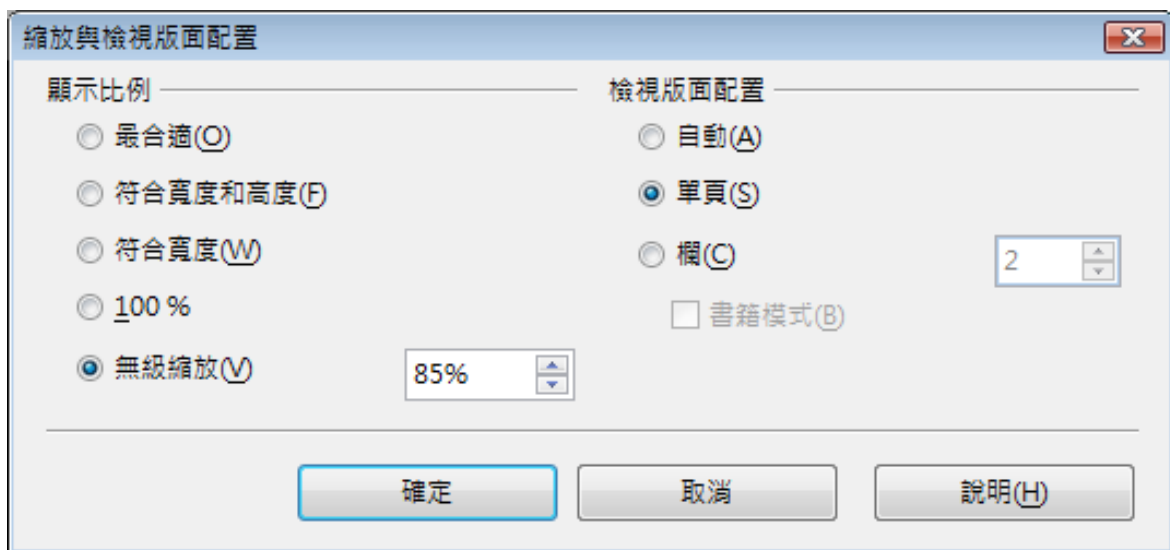 縮放與檢視版面配置
顯示比例
最合適(O)
符合寬度和高度(F)
符合寬度(W)
100 %
無級縮放(V) 85%
檢視版面配置
自動(A)
單頁(S)
欄(C) 2
書籍模式(B)
確定 取消 說明(H)